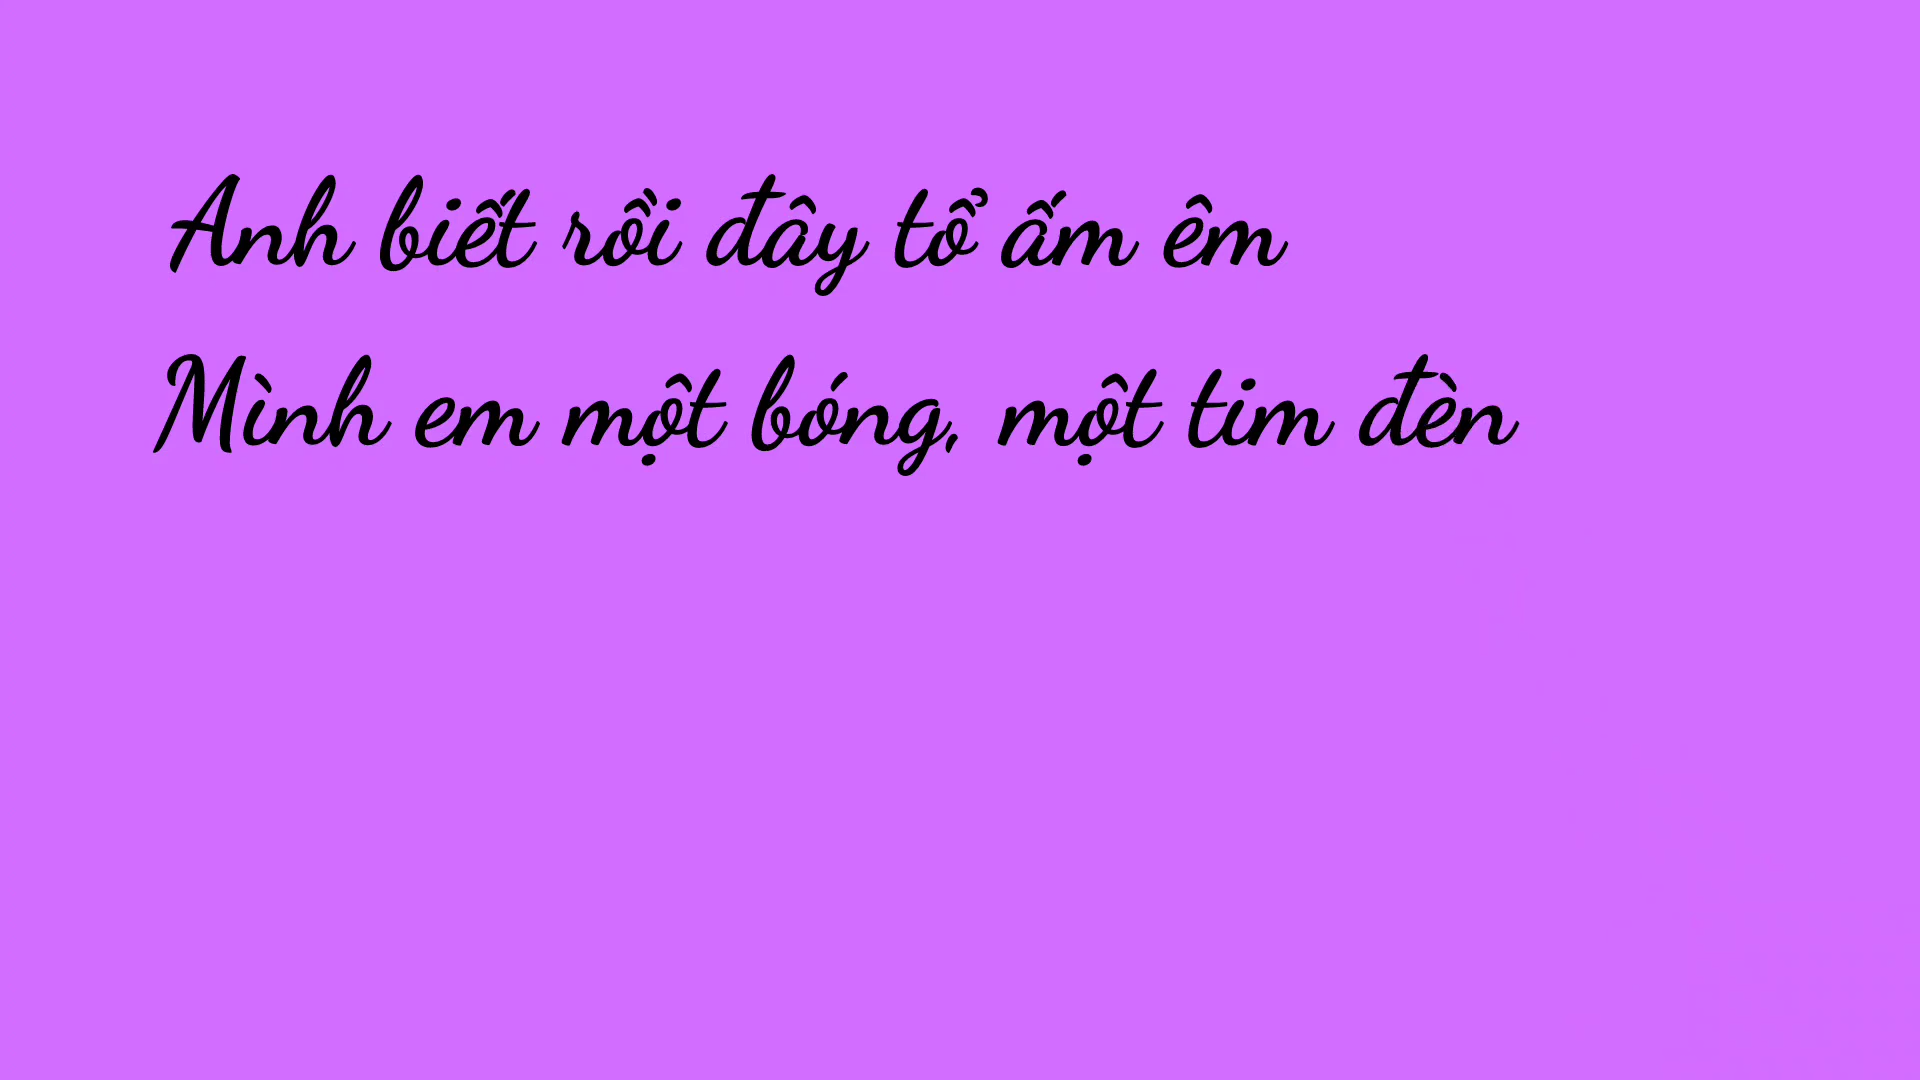 Anh biết rồi đây tổ ấm êm
Mình em một bóng, một tim đèn